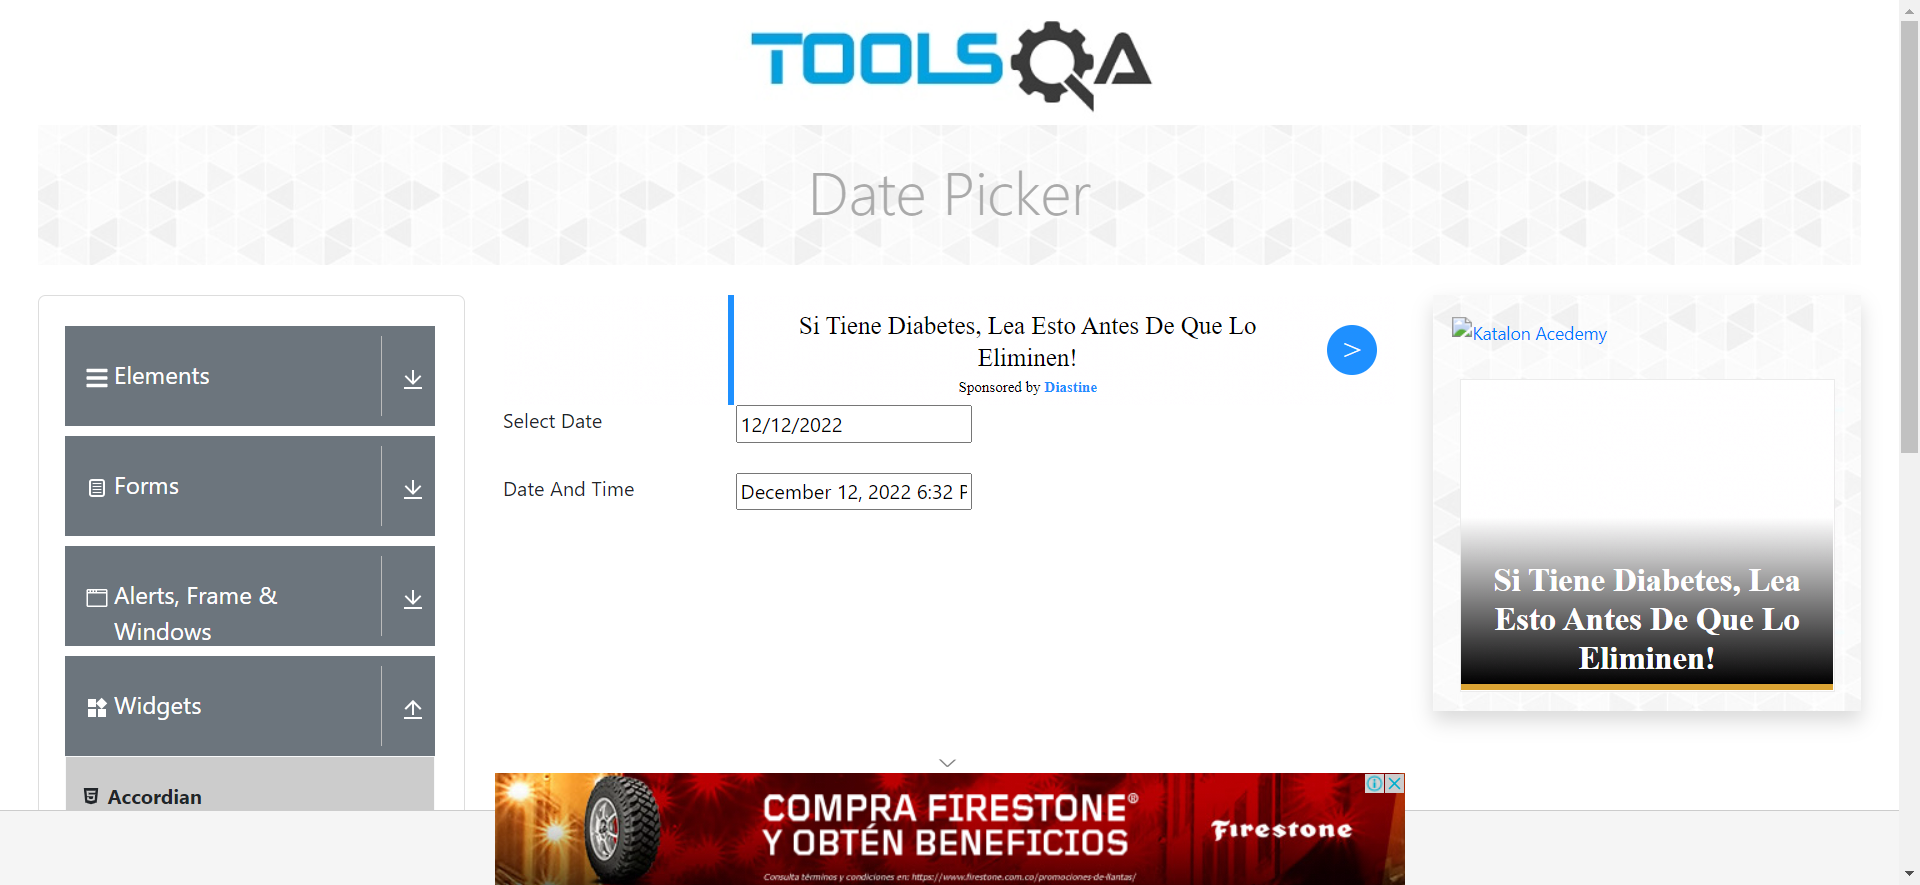 TOOLSQA
Date Picker
Elements
Forms
Alerts, Frame &
Windows
Widgets
Accordian
Si Tiene Diabetes, Lea Esto Antes De Que Lo
Eliminen!
Sponsored by Diastine
>
Select Date
12/12/2022
Date And Time
December 12, 2022 6:32 P
Katalon Acedemy
Si Tiene Diabetes, Lea
Esto Antes De Que Lo
Eliminen!
COMPRA FIRESTONE®
Y OBTÉN BENEFICIOS
Consulta términos y condiciones en: https://www.firestone.com.co/promociones-de-llantas/
Firestone